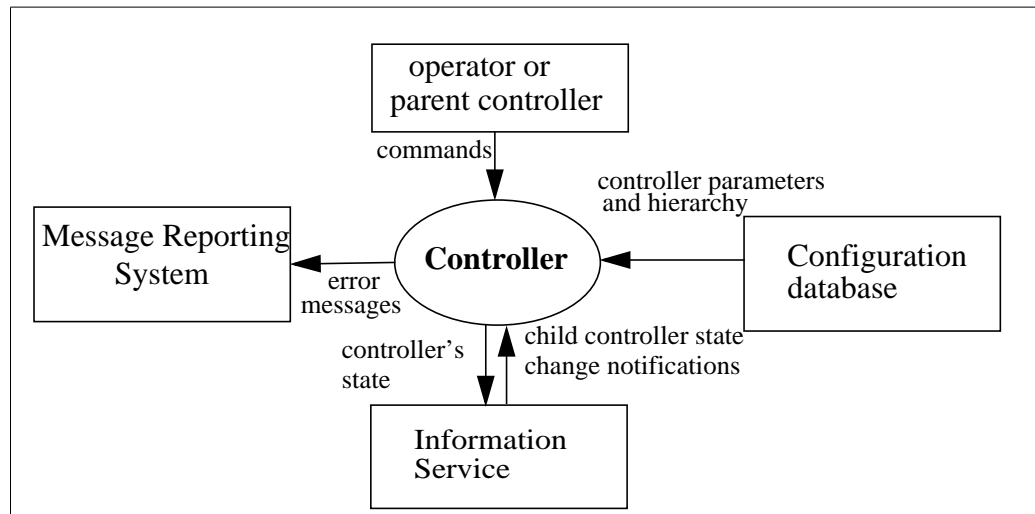 operator or
parent controller
commands
controller parameters
and hierarchy
Message Reporting
System
Controller
Configuration
database
error
messages
controller’s
state
child controller state
change notifications
Information
Service